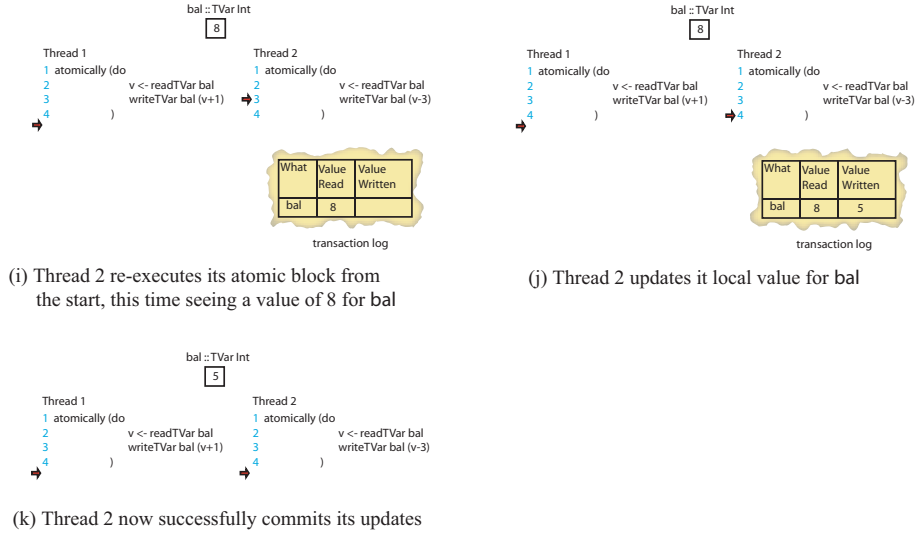 bal :: TVar Int
8
Thread 1
1 atomically (do
2 v <- readTVar bal
3 writeTVar bal (v+1)
4 )
Thread 2
1 atomically (do
2 v <- readTVar bal
3 writeTVar bal (v-3)
4 )
What Value Read Value Written
bal 8
transaction log
(i) Thread 2 re-executes its atomic block from
the start, this time seeing a value of 8 for bal
bal :: TVar Int
8
Thread 1
1 atomically (do
2 v <- readTVar bal
3 writeTVar bal (v+1)
4 )
Thread 2
1 atomically (do
2 v <- readTVar bal
3 writeTVar bal (v-3)
4 )
What Value Read Value Written
bal 8 5
transaction log
(j) Thread 2 updates it local value for bal
bal :: TVar Int
5
Thread 1
1 atomically (do
2 v <- readTVar bal
3 writeTVar bal (v+1)
4 )
Thread 2
1 atomically (do
2 v <- readTVar bal
3 writeTVar bal (v-3)
4 )
(k) Thread 2 now successfully commits its updates